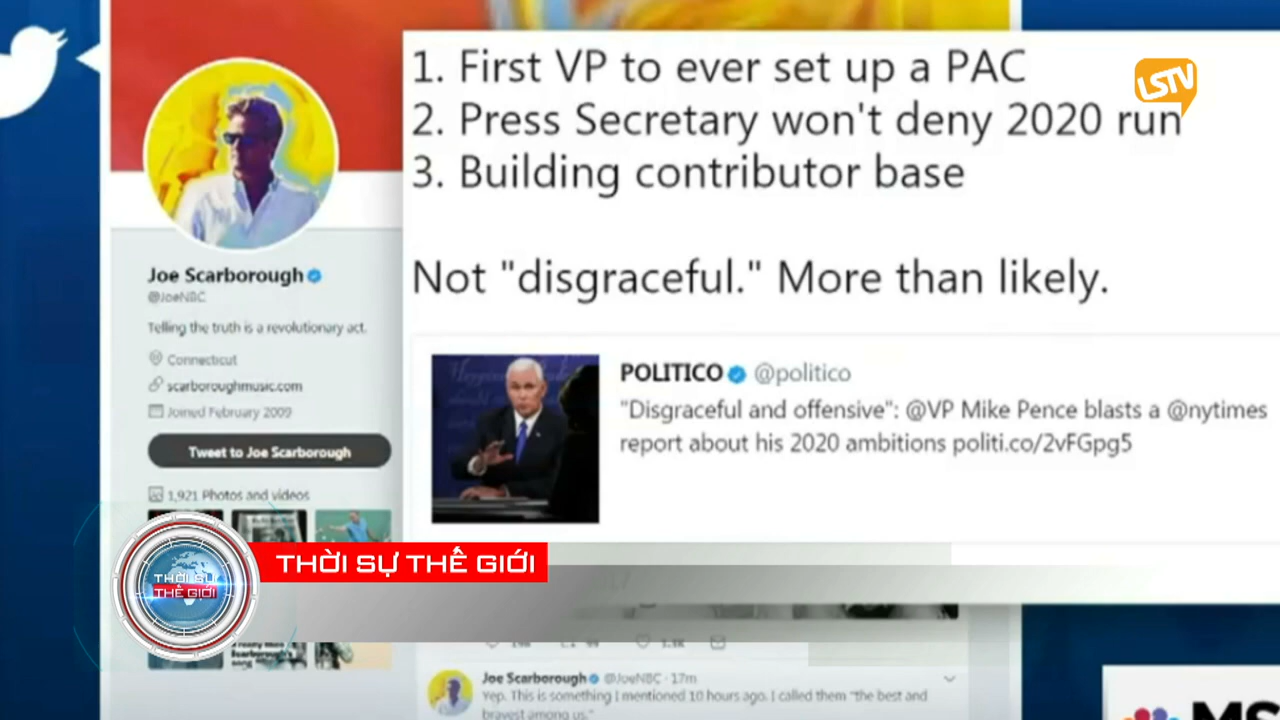 1. First VP to ever set up a PAC
2. Press Secretary won't deny 2020 run
3. Building contributor base
Not "disgraceful." More than likely.
LSTV
Joe Scarborough
@JoeNBC
Telling the truth is a revolutionary act.
Connecticut
scarboroughmusic.com
Joined February 2009
Tweet to Joe Scarborough
1,921 Photos and videos
POLITICO @politico
"Disgraceful and offensive": @VP Mike Pence blasts a @nytimes
report about his 2020 ambitions politi.co/2vFGpg5
THỜI SỰ THẾ GIỚI
THỜI SỰ
THẾ GIỚI
Joe Scarborough @JoeNBC · 17m
Yep. This is something I mentioned 10 hours ago. I called them "the best and
bravest among us."
MS